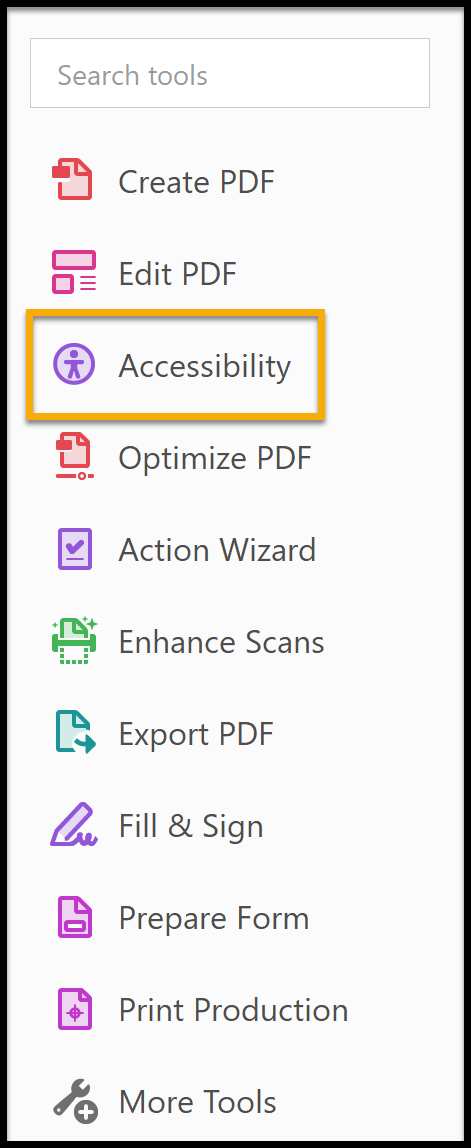 Search tools
Create PDF
Edit PDF
Accessibility
Optimize PDF
Action Wizard
Enhance Scans
Export PDF
Fill & Sign
Prepare Form
Print Production
More Tools